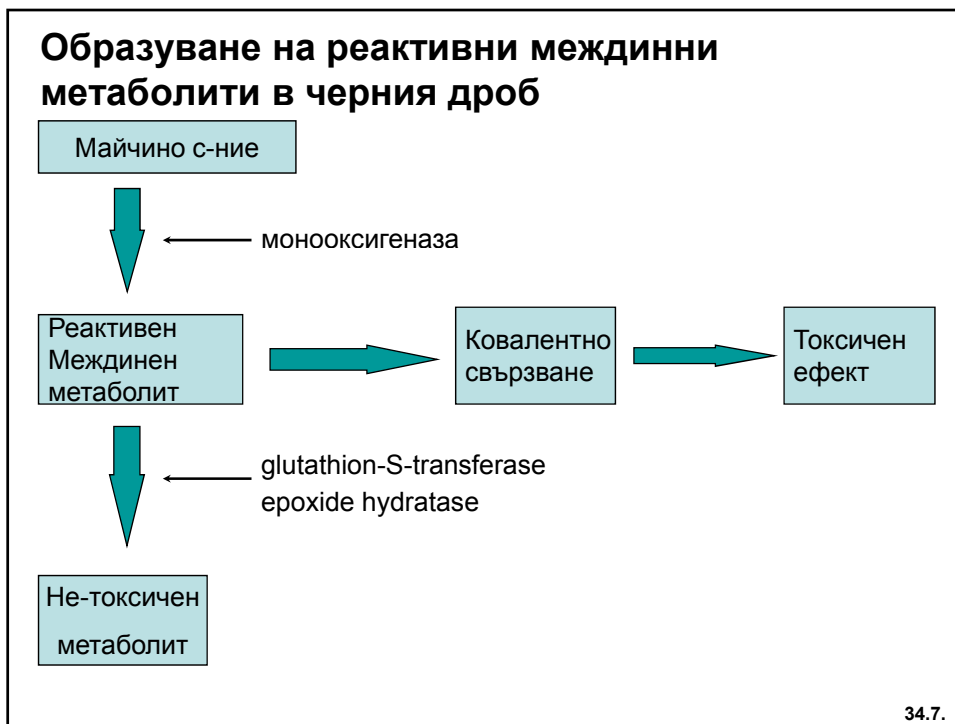 Образуване на реактивни междинни
метаболити в черния дроб
Майчино с-ние
монооксигеназа
Реактивен
Междинен
метаболит
Ковалентно
свързване
Токсичен
ефект
glutathion-S-transferase
epoxide hydratase
Не-токсичен
метаболит
34.7.